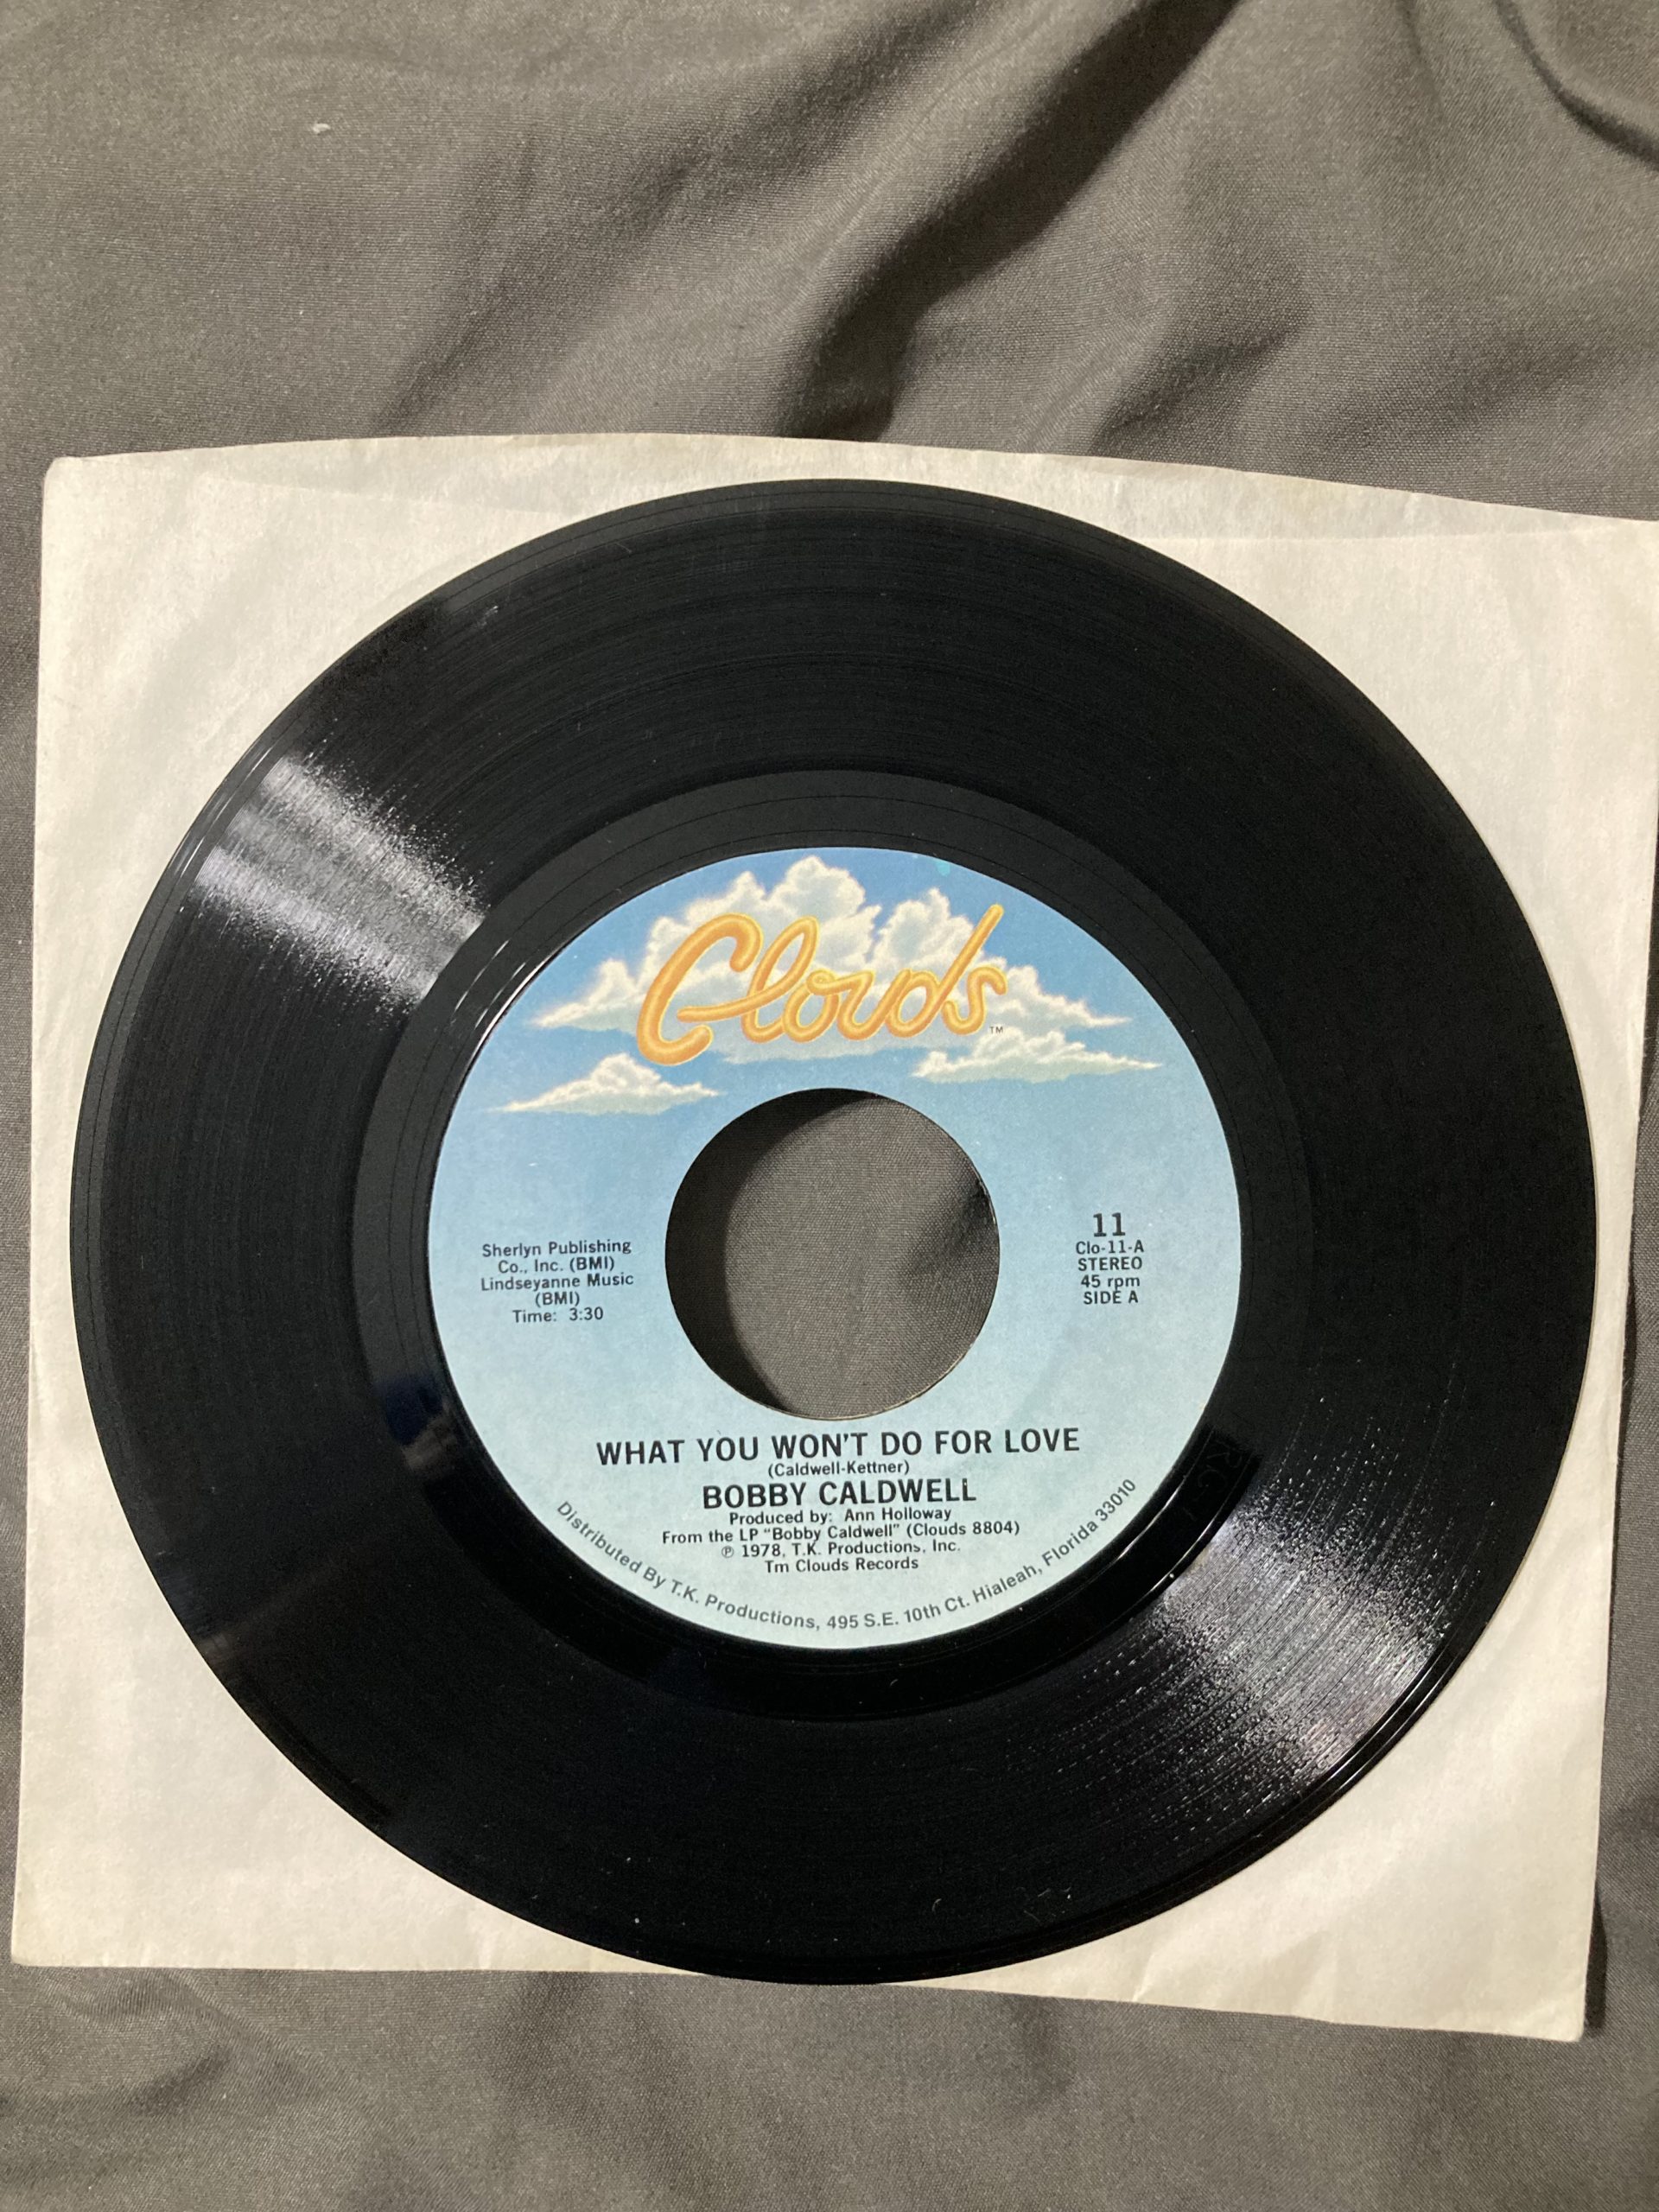 Clouds
TM
Sherlyn Publishing
Co., Inc. (BMI)
Lindseyanne Music
(BMI)
Time: 3:30
11
Clo-11-A
STEREO
45 rpm
SIDE A
WHAT YOU WON'T DO FOR LOVE
(Caldwell-Kettner)
BOBBY CALDWELL
Produced by: Ann Holloway
From the LP "Bobby Caldwell" (Clouds 8804)
℗ 1978, T.K. Productions, Inc.
Tm Clouds Records
Distributed By T.K. Productions, 495 S.E. 10th Ct. Hialeah, Florida 33010